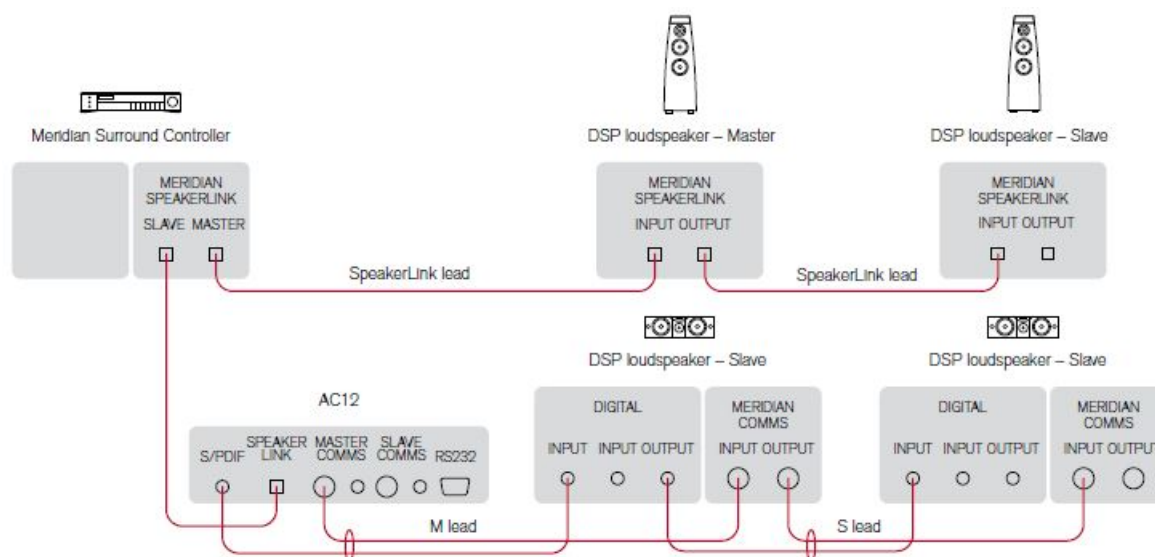 Meridian Surround Controller
DSP loudspeaker – Master
DSP loudspeaker – Slave
MERIDIAN
SPEAKERLINK
SLAVE MASTER
MERIDIAN
SPEAKERLINK
INPUT OUTPUT
MERIDIAN
SPEAKERLINK
INPUT OUTPUT
SpeakerLink lead
SpeakerLink lead
DSP loudspeaker – Slave
DSP loudspeaker – Slave
AC12
S/PDIF
SPEAKER
LINK
MASTER
COMMS
SLAVE
COMMS
RS232
DIGITAL
INPUT INPUT OUTPUT
MERIDIAN
COMMS
INPUT OUTPUT
DIGITAL
INPUT INPUT OUTPUT
MERIDIAN
COMMS
INPUT OUTPUT
M lead
S lead